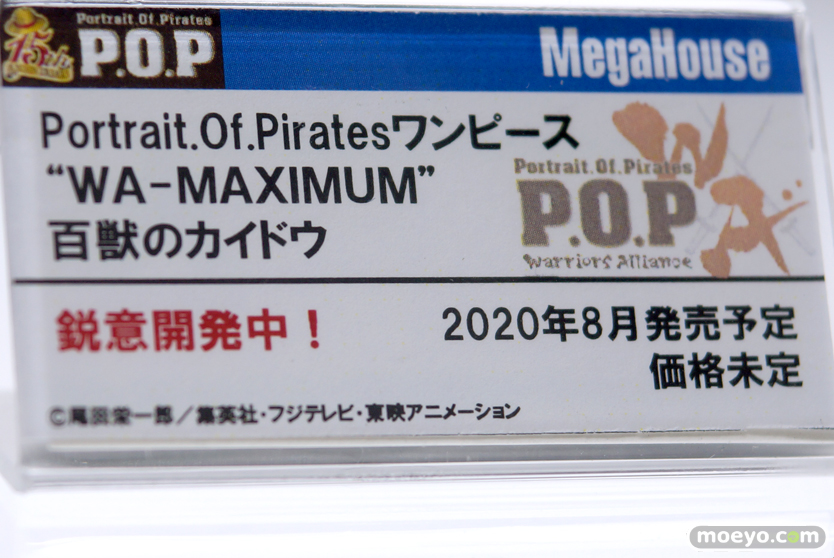 Portrait.Of.Pirates
15th
P.O.P
MegaHouse
Portrait.Of.Piratesワンピース
“WA-MAXIMUM”
百獣のカイドウ
Portrait.Of.Pirates
P.O.P
Warriors Alliance
WA
鋭意開発中！
2020年8月発売予定
価格未定
©尾田栄一郎／集英社・フジテレビ・東映アニメーション
moeyo.com